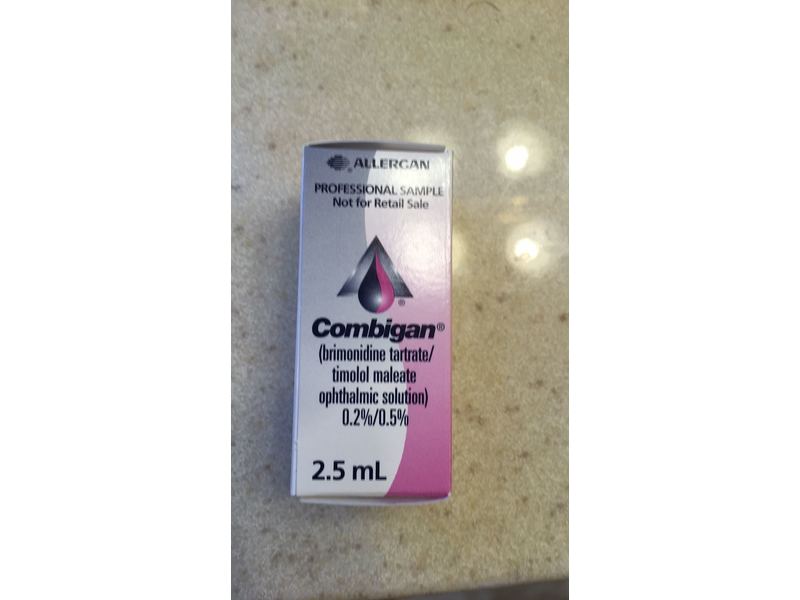 ALLERGAN
PROFESSIONAL SAMPLE
Not for Retail Sale
®
Combigan®
(brimonidine tartrate/
timolol maleate
ophthalmic solution)
0.2%/0.5%
2.5 mL